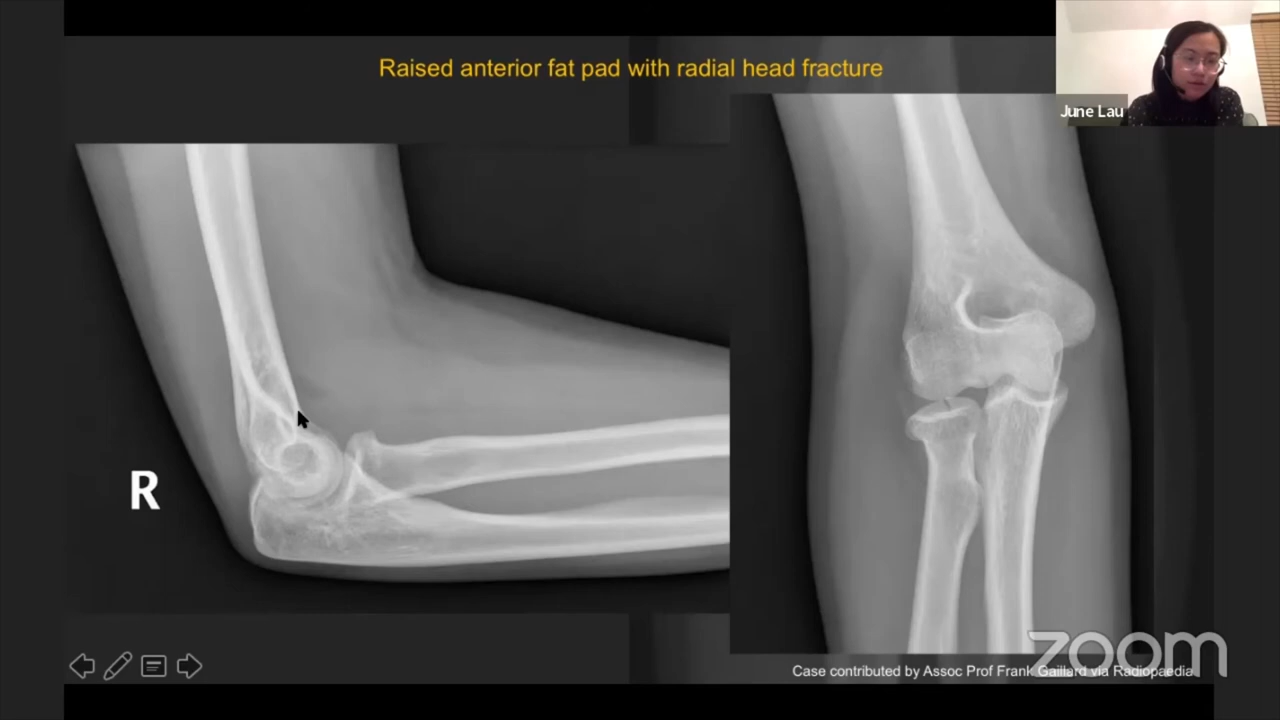 Raised anterior fat pad with radial head fracture
June Lau
R
zoom
Case contributed by Assoc Prof Frank Gaillard via Radiopaedia